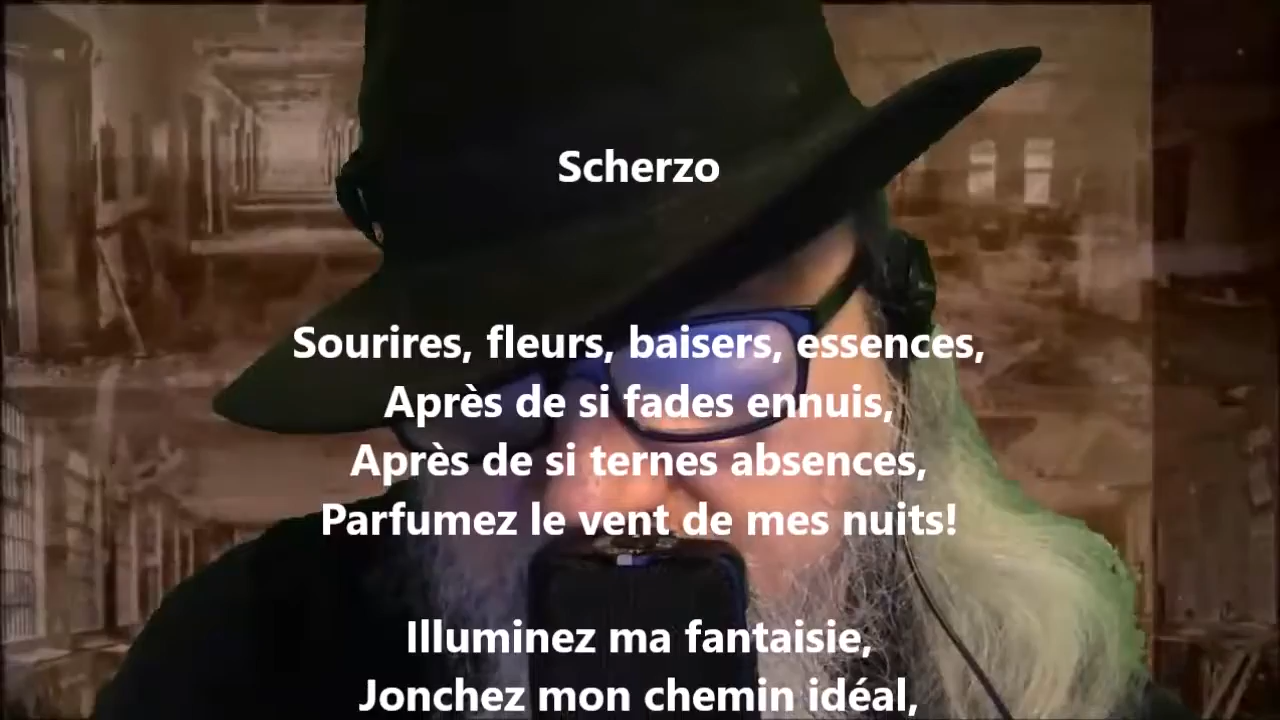 Scherzo
Sourires, fleurs, baisers, essences,
Après de si fades ennuis,
Après de si ternes absences,
Parfumez le vent de mes nuits!
Illuminez ma fantaisie,
Jonchez mon chemin idéal,